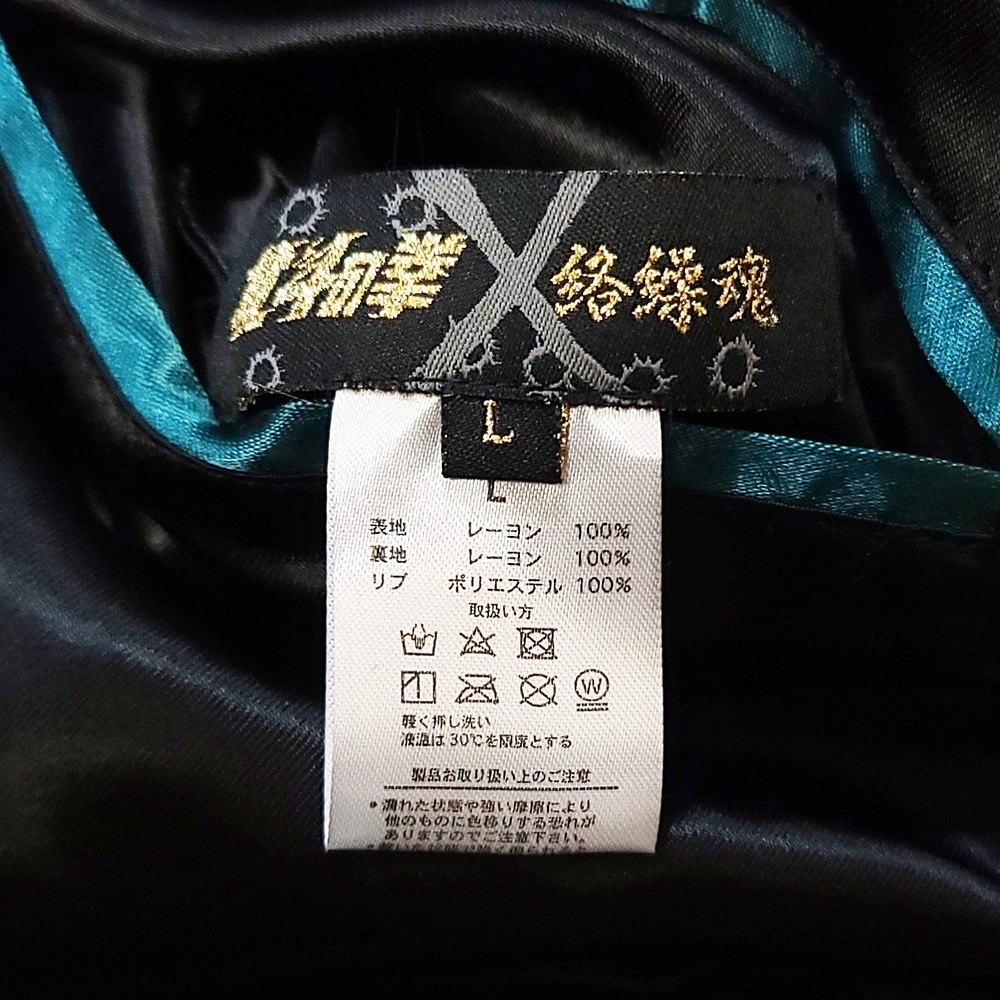 絡繰魂
L
L
表地 レーヨン 100%
裏地 レーヨン 100%
リブ ポリエステル 100%
取扱い方
W
軽く押し洗い
液温は30℃を限度とする
製品お取り扱い上のご注意
●濡れた状態や強い摩擦により
他のものに色移りする恐れが
ありますのでご注意下さい。